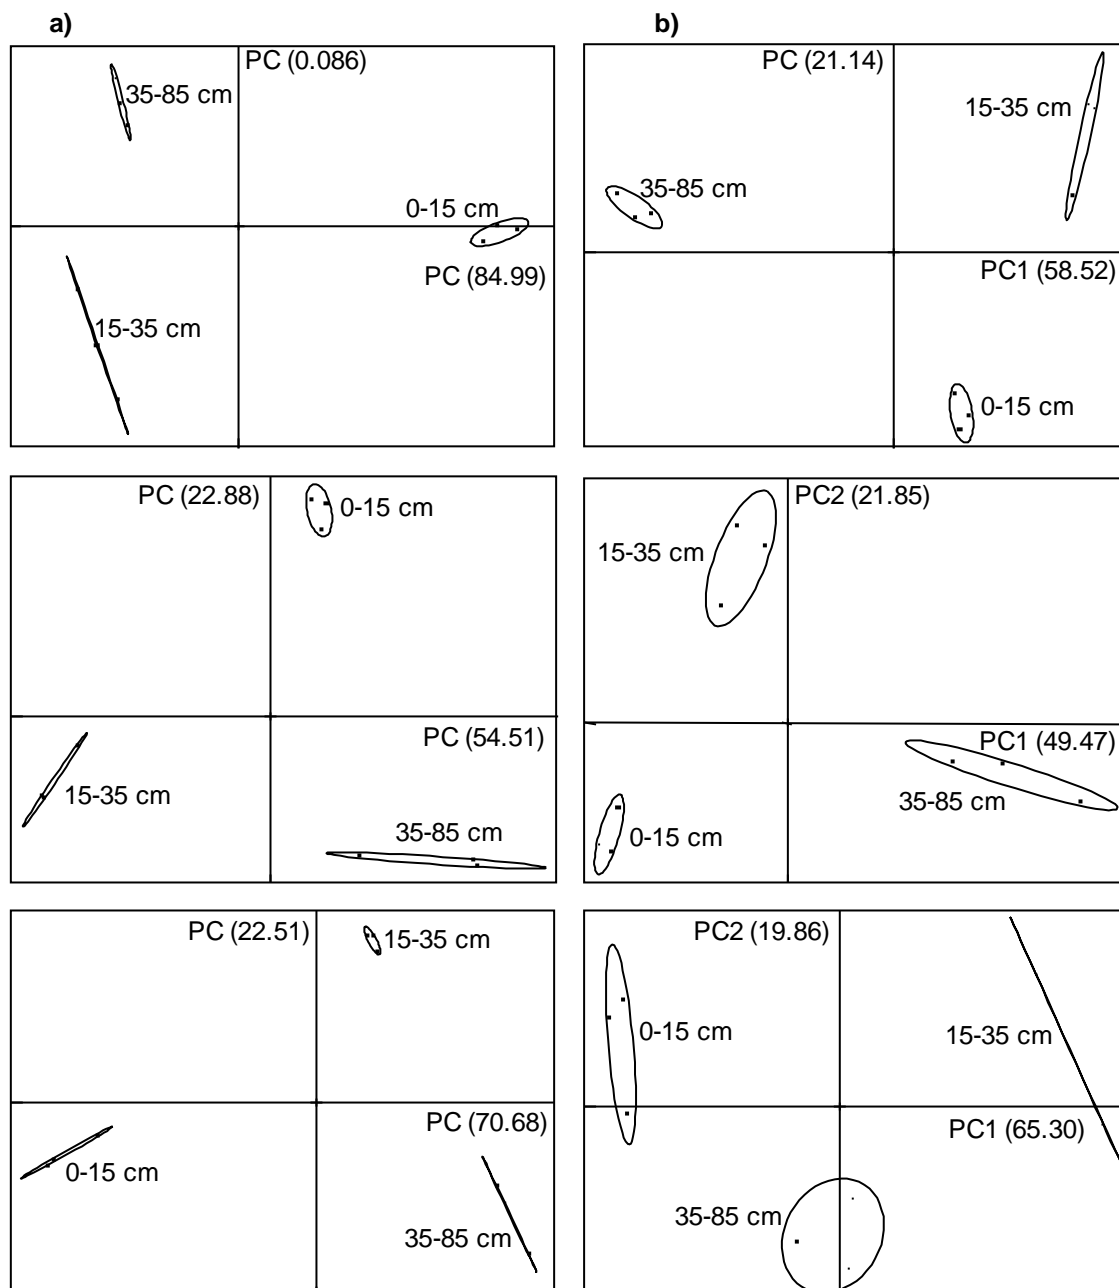 a)
b)
PC (0.086)
35-85 cm
0-15 cm
PC (84.99)
15-35 cm
PC (21.14)
15-35 cm
35-85 cm
PC1 (58.52)
0-15 cm
PC (22.88)
0-15 cm
PC (54.51)
15-35 cm
35-85 cm
PC2 (21.85)
15-35 cm
PC1 (49.47)
35-85 cm
0-15 cm
PC (22.51)
15-35 cm
PC (70.68)
0-15 cm
35-85 cm
PC2 (19.86)
0-15 cm
15-35 cm
PC1 (65.30)
35-85 cm